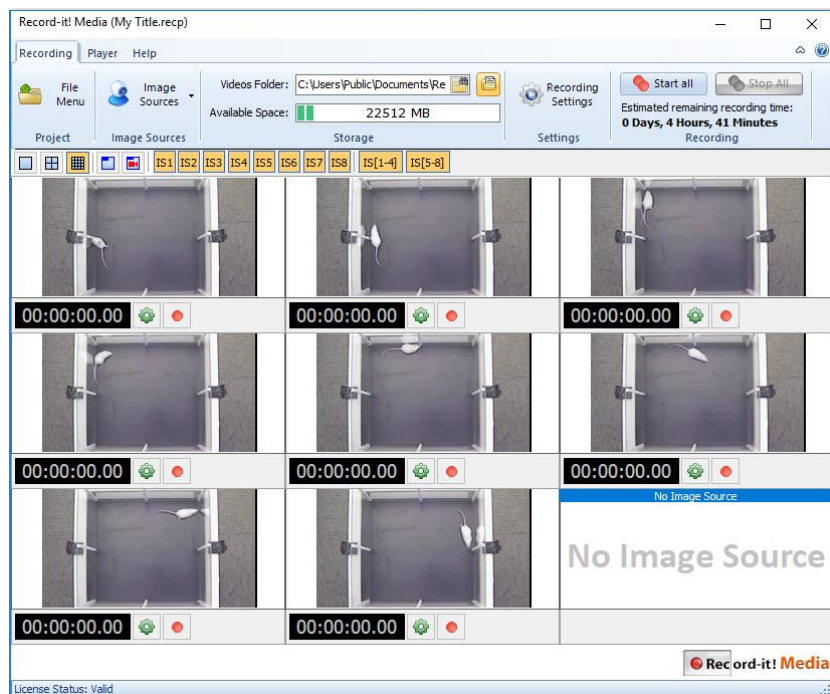 Record-it! Media (My Title.recp)
Recording Player Help
File Menu
Image Sources
Videos Folder: C:\Users\Public\Documents\Re
Available Space: 22512 MB
Recording Settings
Start all Stop All
Estimated remaining recording time:
0 Days, 4 Hours, 41 Minutes
Project Image Sources Storage Settings Recording
IS1 IS2 IS3 IS4 IS5 IS6 IS7 IS8 IS[1-4] IS[5-8]
00:00:00.00 00:00:00.00 00:00:00.00
00:00:00.00 00:00:00.00 00:00:00.00
No Image Source
No Image Source
00:00:00.00 00:00:00.00
Record-it! Media
License Status: Valid